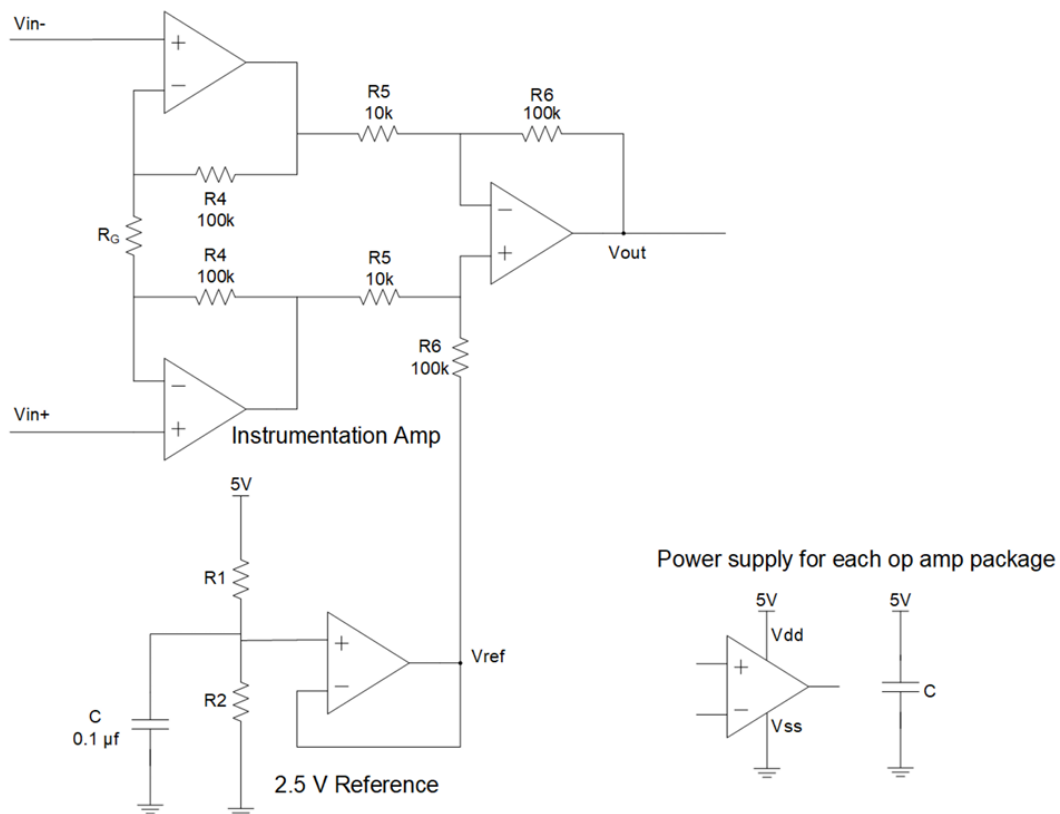 Vin-
+
−
R5
10k
R6
100k
R4
100k
RG
R4
100k
R5
10k
−
+
Vout
R6
100k
−
+
Vin+
Instrumentation Amp
5V
R1
R2
C
0.1 µf
+
−
Vref
2.5 V Reference
Power supply for each op amp package
5V
5V
Vdd
+
−
Vss
C